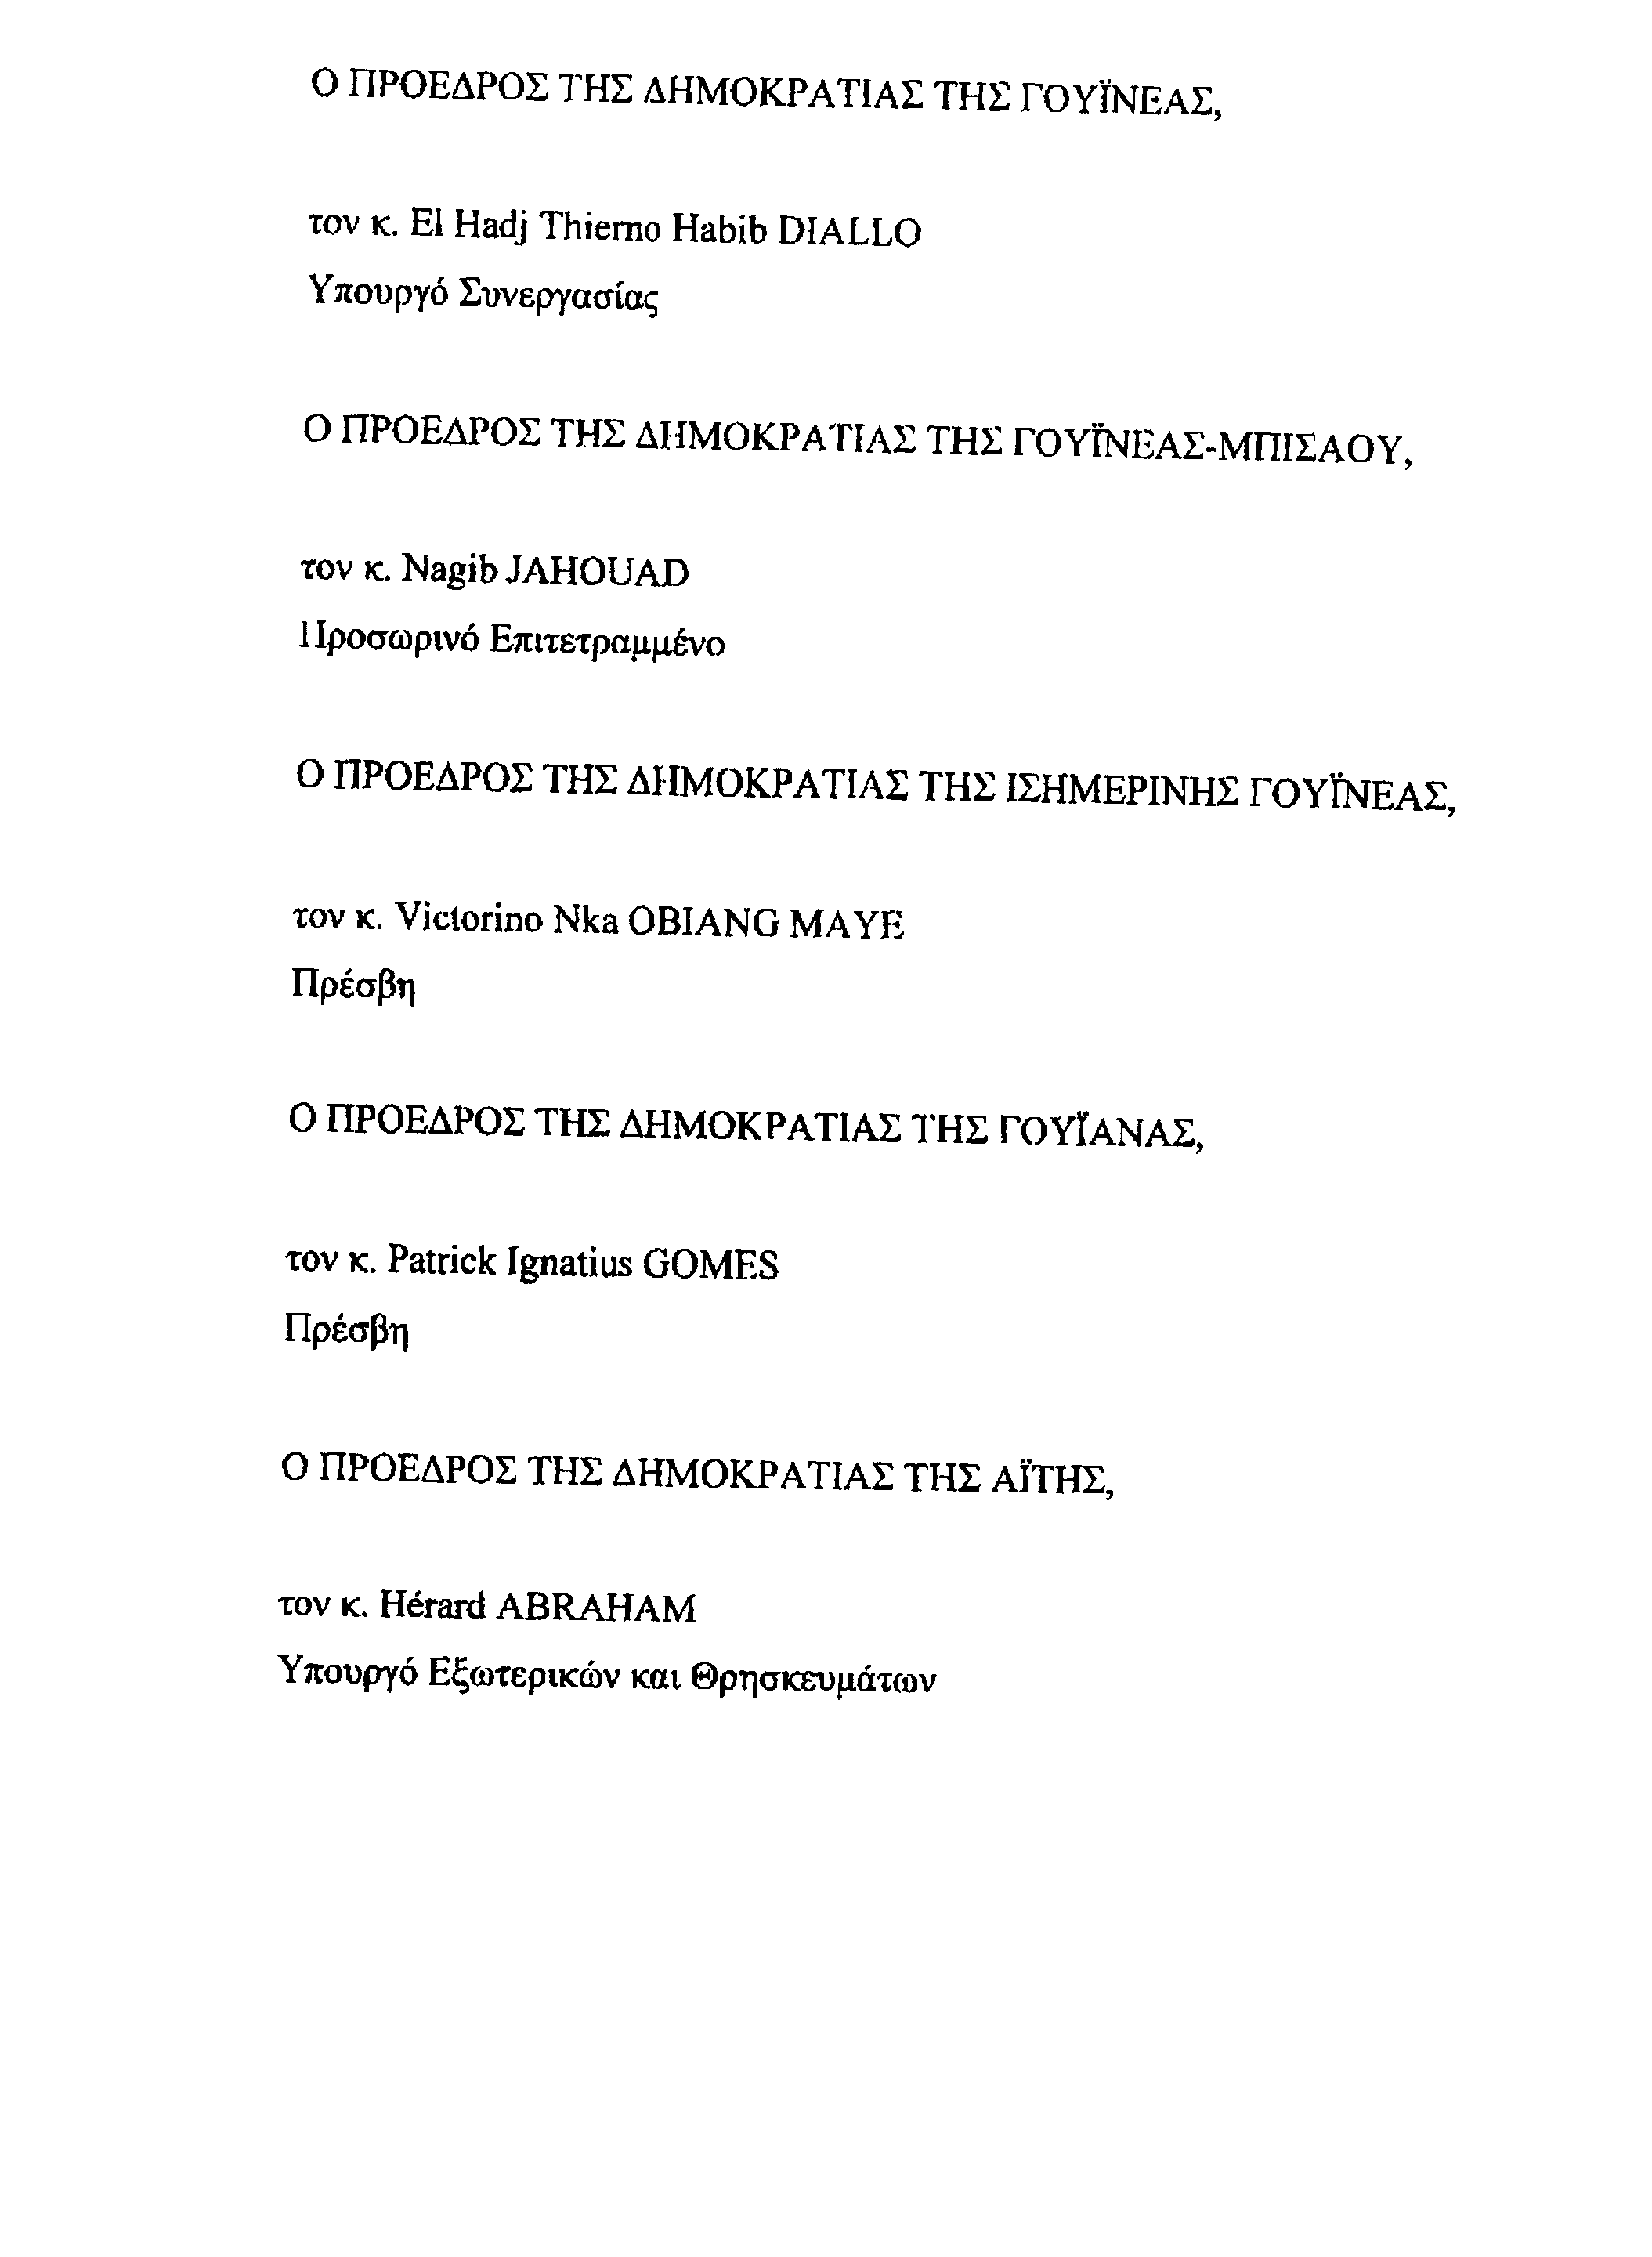 Ο ΠΡΟΕΔΡΟΣ ΤΗΣ ΔΗΜΟΚΡΑΤΙΑΣ ΤΗΣ ΓΟΥΪΝΕΑΣ,
τον κ. El Hadj Thierno Habib DIALLO
Υπουργό Συνεργασίας
Ο ΠΡΟΕΔΡΟΣ ΤΗΣ ΔΗΜΟΚΡΑΤΙΑΣ ΤΗΣ ΓΟΥΪΝΕΑΣ-ΜΠΙΣΑΟΥ,
τον κ. Nagib JAHOUAD
Προσωρινό Επιτετραμμένο
Ο ΠΡΟΕΔΡΟΣ ΤΗΣ ΔΗΜΟΚΡΑΤΙΑΣ ΤΗΣ ΙΣΗΜΕΡΙΝΗΣ ΓΟΥΪΝΕΑΣ,
τον κ. Victorino Nka OBIANG MAYE
Πρέσβη
Ο ΠΡΟΕΔΡΟΣ ΤΗΣ ΔΗΜΟΚΡΑΤΙΑΣ ΤΗΣ ΓΟΥΪΑΝΑΣ,
τον κ. Patrick Ignatius GOMES
Πρέσβη
Ο ΠΡΟΕΔΡΟΣ ΤΗΣ ΔΗΜΟΚΡΑΤΙΑΣ ΤΗΣ ΑΪΤΗΣ,
τον κ. Hérard ABRAHAM
Υπουργό Εξωτερικών και Θρησκευμάτων